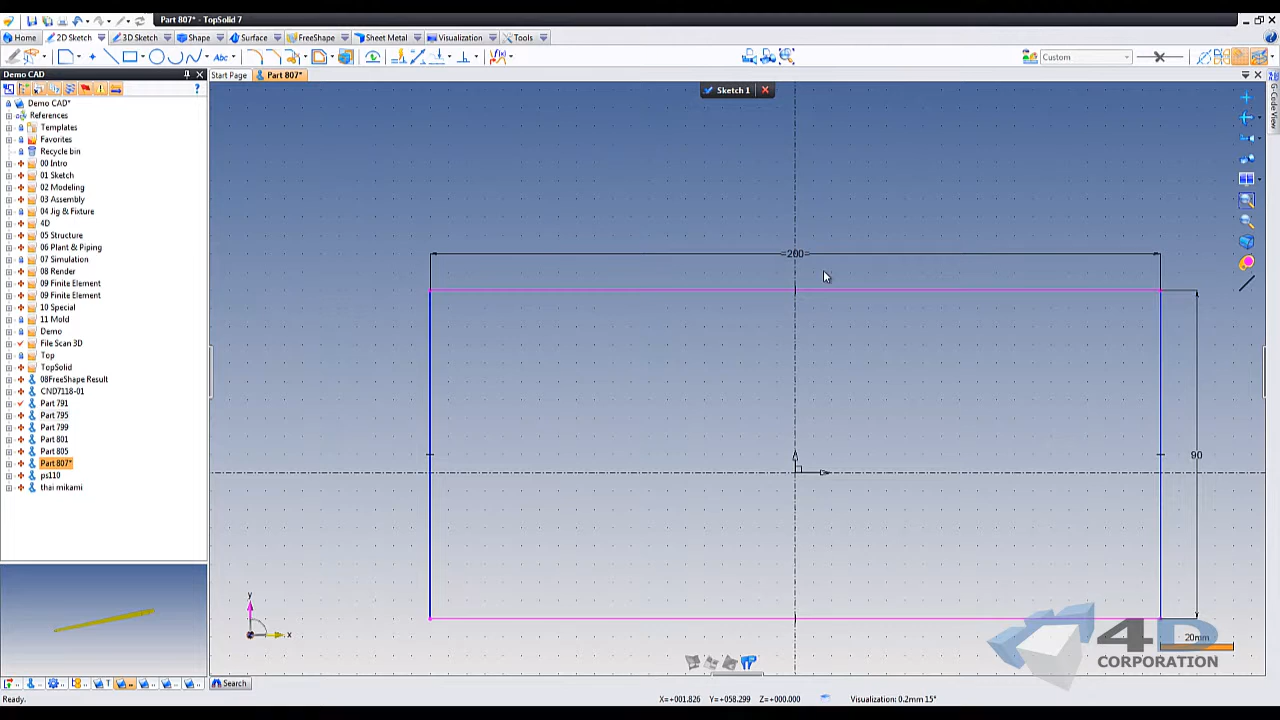 Part 807* - TopSolid 7
Home
2D Sketch
3D Sketch
Shape
Surface
FreeShape
Sheet Metal
Visualization
Tools
Abc
Custom
Demo CAD
Start Page
Part 807*
Sketch 1
G-Code View
Demo CAD*
References
Templates
Favorites
Recycle bin
00 Intro
01 Sketch
02 Modeling
03 Assembly
04 Jig & Fixture
4D
05 Structure
06 Plant & Piping
07 Simulation
08 Render
09 Finite Element
09 Finite Element
10 Special
11 Mold
Demo
File Scan 3D
Top
TopSolid
08FreeShape Result
CND7118-01
Part 791
Part 795
Part 799
Part 801
Part 805
Part 807*
ps110
thai mikami
=200=
90
y
x
20mm
4D
CORPORATION
Search
Ready.
X=+001.826 Y=+058.299 Z=+000.000
Visualization: 0.2mm 15°